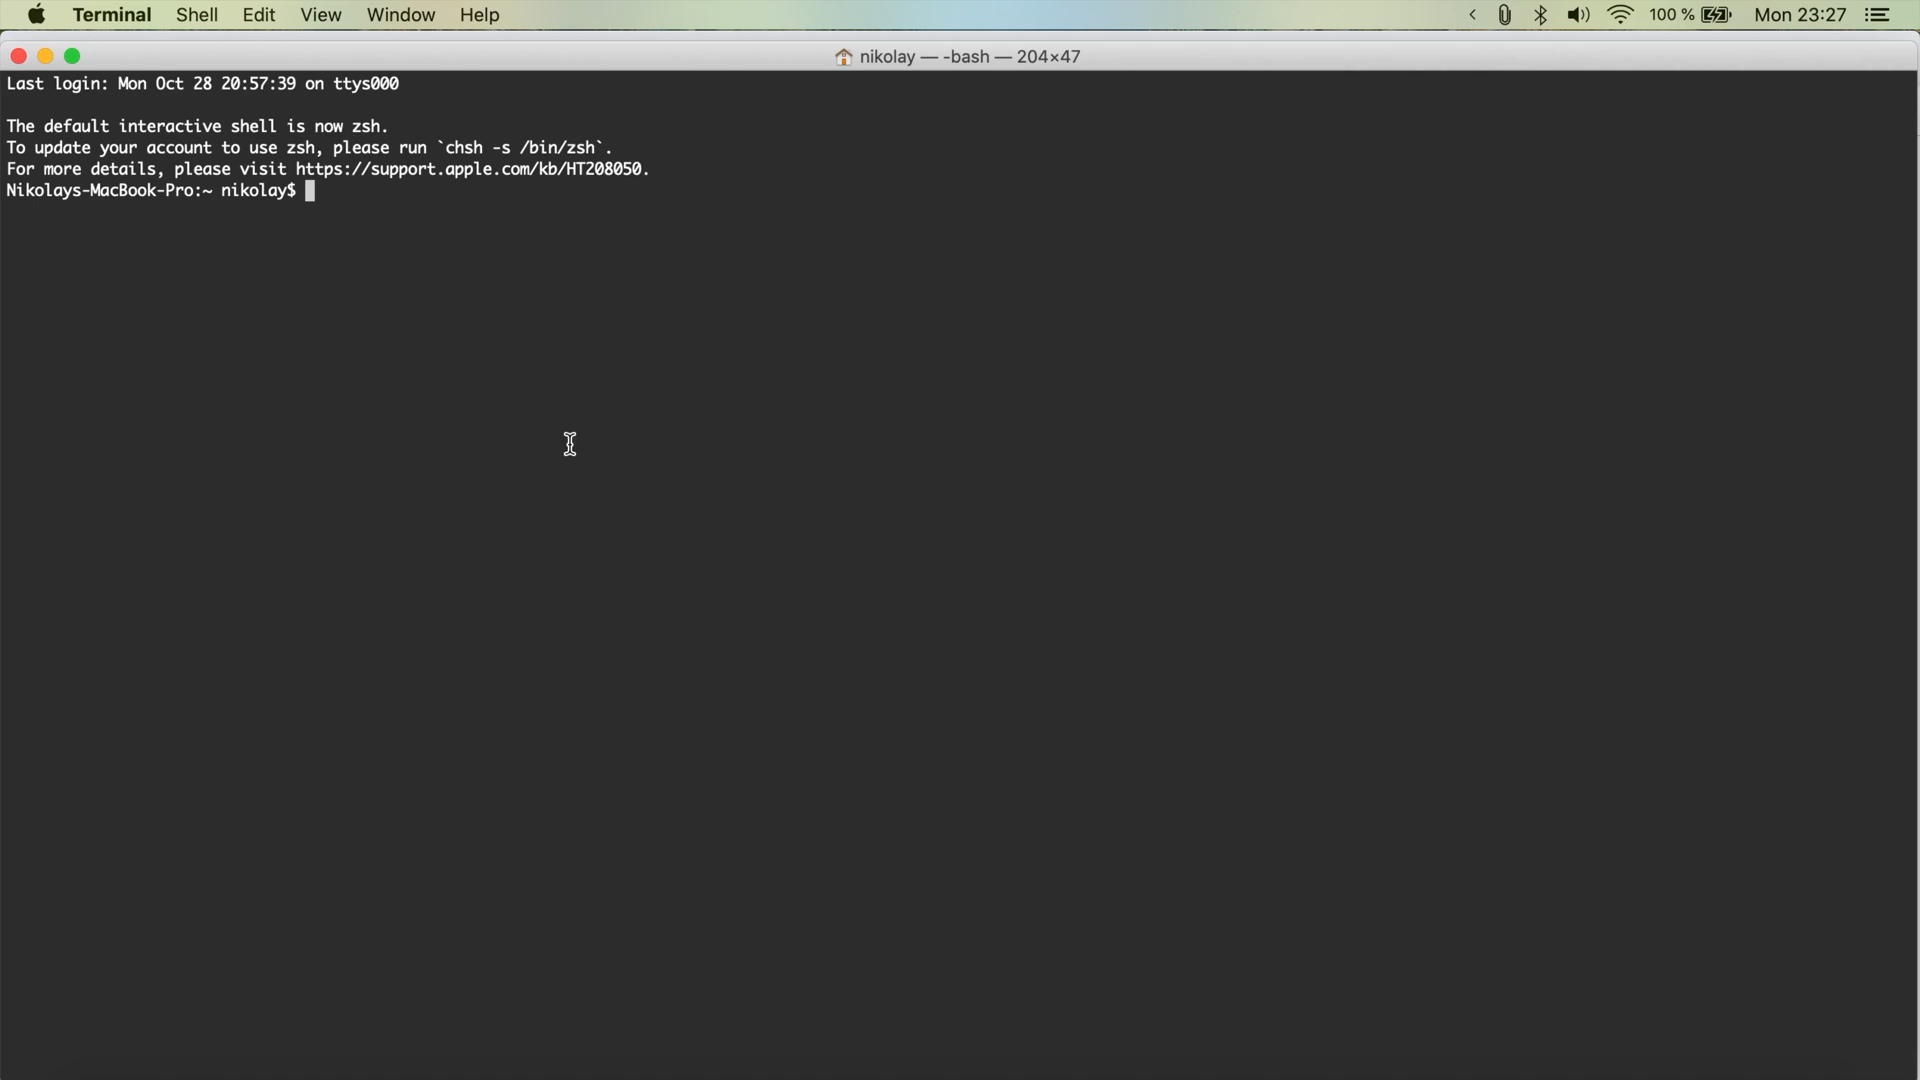 Terminal Shell Edit View Window Help 100 % Mon 23:27
nikolay — -bash — 204×47
Last login: Mon Oct 28 20:57:39 on ttys000
The default interactive shell is now zsh.
To update your account to use zsh, please run `chsh -s /bin/zsh`.
For more details, please visit https://support.apple.com/kb/HT208050.
Nikolays-MacBook-Pro:~ nikolay$